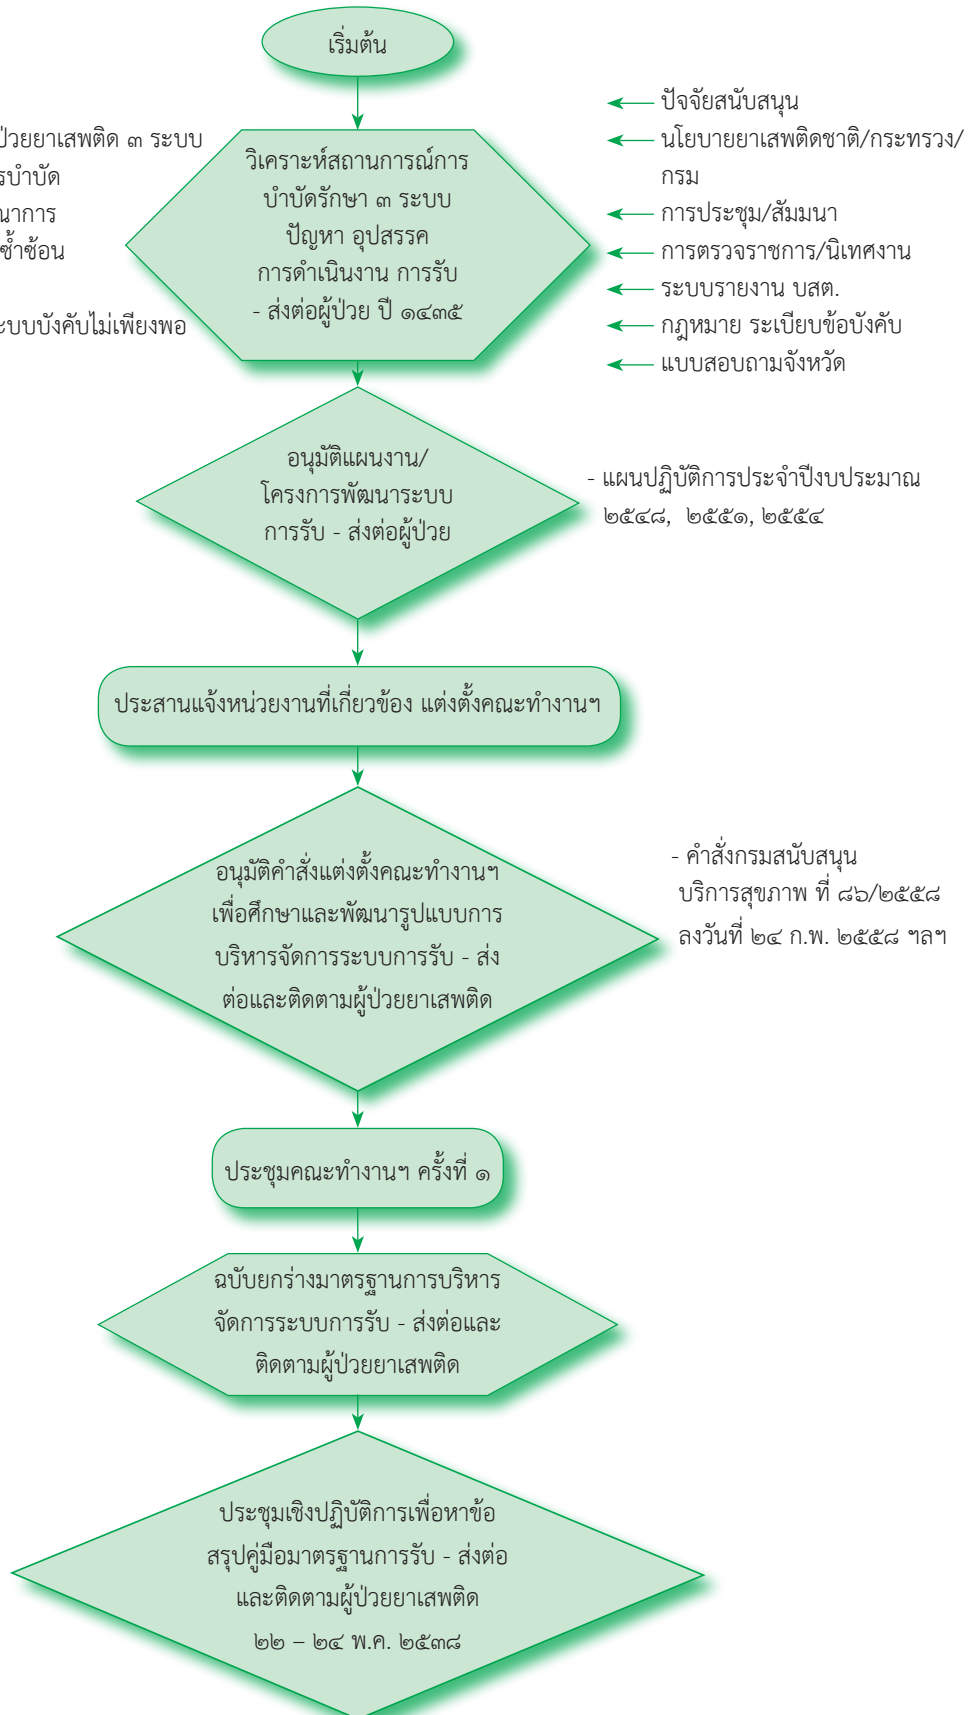 เริ่มต้น
ป่วยยาเสพติด ๓ ระบบ
รบำบัด
ณาการ
ซ้ำซ้อน
ะบบบังคับไม่เพียงพอ
วิเคราะห์สถานการณ์การ
บำบัดรักษา ๓ ระบบ
ปัญหา อุปสรรค
การดำเนินงาน การรับ
- ส่งต่อผู้ป่วย ปี ๑๔๓๕
ปัจจัยสนับสนุน
นโยบายยาเสพติดชาติ/กระทรวง/
กรม
การประชุม/สัมมนา
การตรวจราชการ/นิเทศงาน
ระบบรายงาน บสต.
กฎหมาย ระเบียบข้อบังคับ
แบบสอบถามจังหวัด
อนุมัติแผนงาน/
โครงการพัฒนาระบบ
การรับ - ส่งต่อผู้ป่วย
- แผนปฏิบัติการประจำปีงบประมาณ
๒๕๔๘, ๒๕๕๑, ๒๕๕๔
ประสานแจ้งหน่วยงานที่เกี่ยวข้อง แต่งตั้งคณะทำงานฯ
อนุมัติคำสั่งแต่งตั้งคณะทำงานฯ
เพื่อศึกษาและพัฒนารูปแบบการ
บริหารจัดการระบบการรับ - ส่ง
ต่อและติดตามผู้ป่วยยาเสพติด
- คำสั่งกรมสนับสนุน
บริการสุขภาพ ที่ ๘๖/๒๕๕๘
ลงวันที่ ๒๔ ก.พ. ๒๕๕๘ ฯลฯ
ประชุมคณะทำงานฯ ครั้งที่ ๑
ฉบับยกร่างมาตรฐานการบริหาร
จัดการระบบการรับ - ส่งต่อและ
ติดตามผู้ป่วยยาเสพติด
ประชุมเชิงปฏิบัติการเพื่อหาข้อ
สรุปคู่มือมาตรฐานการรับ - ส่งต่อ
และติดตามผู้ป่วยยาเสพติด
๒๒ – ๒๔ พ.ค. ๒๕๓๘